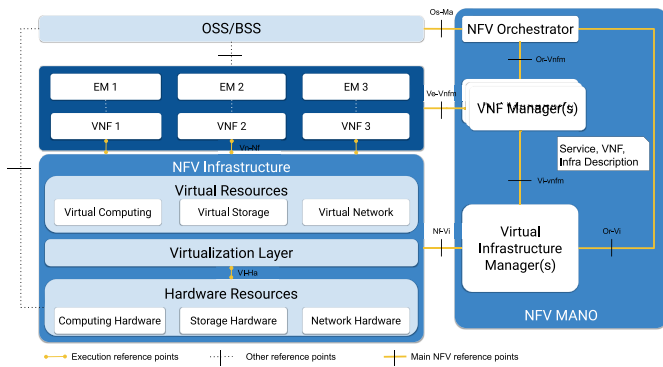 Os-Ma
OSS/BSS
NFV Orchestrator
Or-Vnfm
EM 1
EM 2
EM 3
Ve-Vnfm
VNF Manager(s)
VNF 1
VNF 2
VNF 3
Vn-Nf
Service, VNF,
Infra Description
NFV Infrastructure
Virtual Resources
Vi-vnfm
Virtual Computing
Virtual Storage
Virtual Network
Nf-Vi
Virtual
Infrastructure
Manager(s)
Or-Vi
Virtualization Layer
Vi-Ha
Hardware Resources
Computing Hardware
Storage Hardware
Network Hardware
NFV MANO
Execution reference points
Other reference points
Main NFV reference points